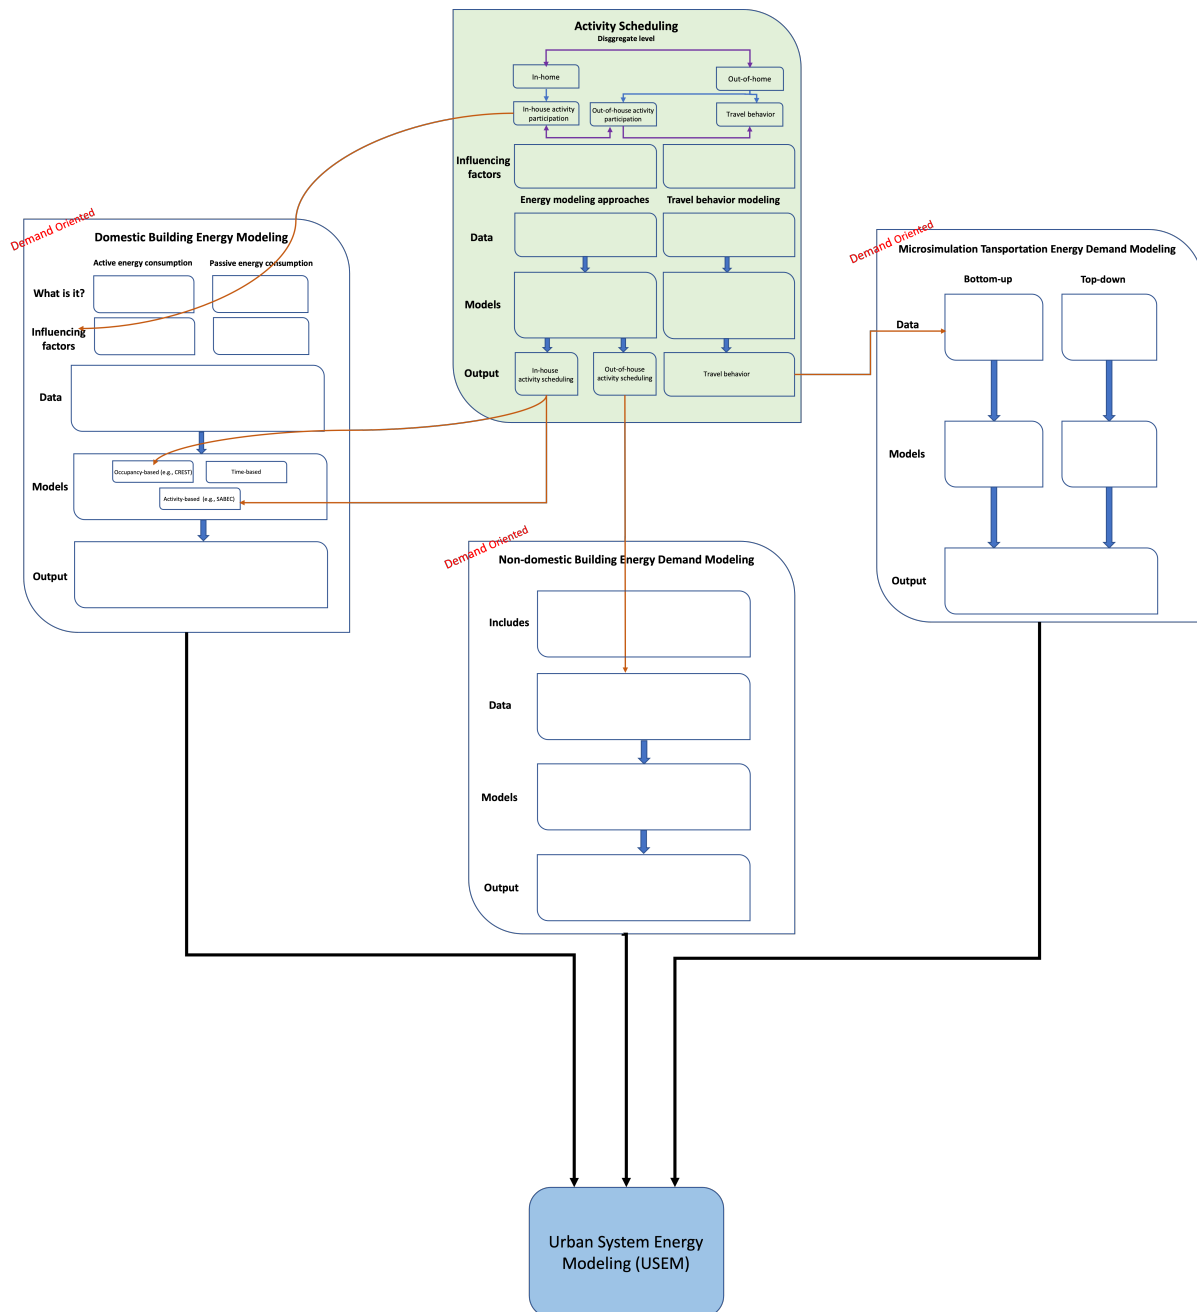 Activity Scheduling
Disggregate level
In-home
Out-of-home
In-house activity
participation
Out-of-house activity
participation
Travel behavior
Influencing
factors
Energy modeling approaches
Travel behavior modeling
Data
Models
Output
In-house
activity scheduling
Out-of-house
activity scheduling
Travel behavior
Demand Oriented
Domestic Building Energy Modeling
Active energy consumption
Passive energy consumption
What is it?
Influencing
factors
Data
Models
Occupancy-based (e.g., CREST)
Time-based
Activity-based (e.g., SABEC)
Output
Demand Oriented
Non-domestic Building Energy Demand Modeling
Includes
Data
Models
Output
Demand Oriented
Microsimulation Tansportation Energy Demand Modeling
Bottom-up
Top-down
Data
Models
Output
Urban System Energy
Modeling (USEM)